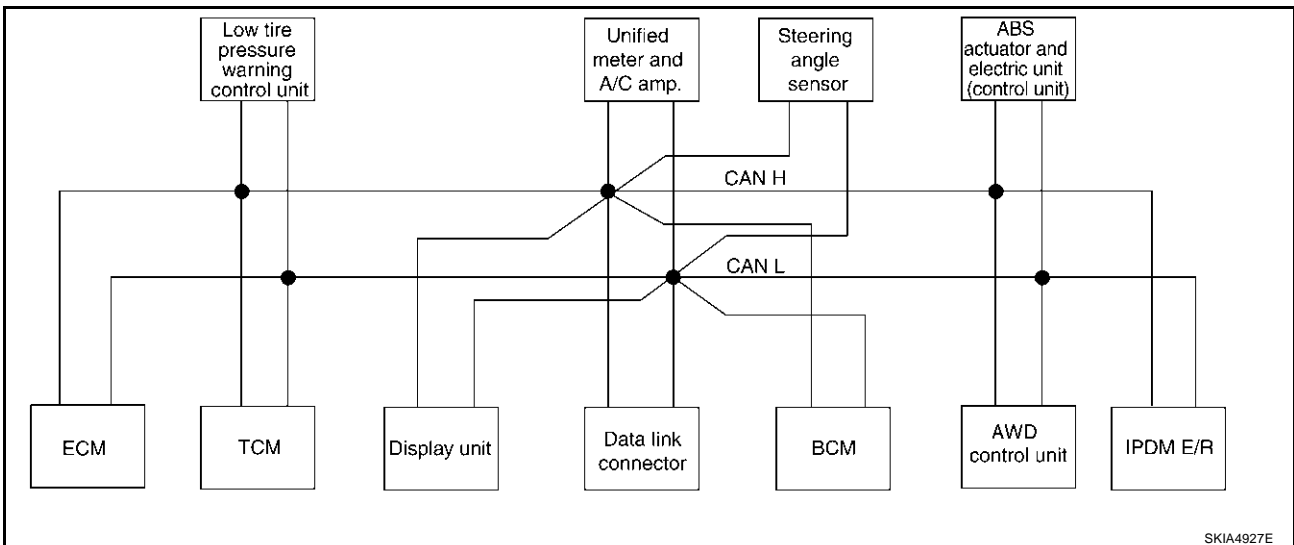 Low tire
pressure
warning
control unit
Unified
meter and
A/C amp.
Steering
angle
sensor
ABS
actuator and
electric unit
(control unit)
CAN H
CAN L
ECM
TCM
Display unit
Data link
connector
BCM
AWD
control unit
IPDM E/R
SKIA4927E